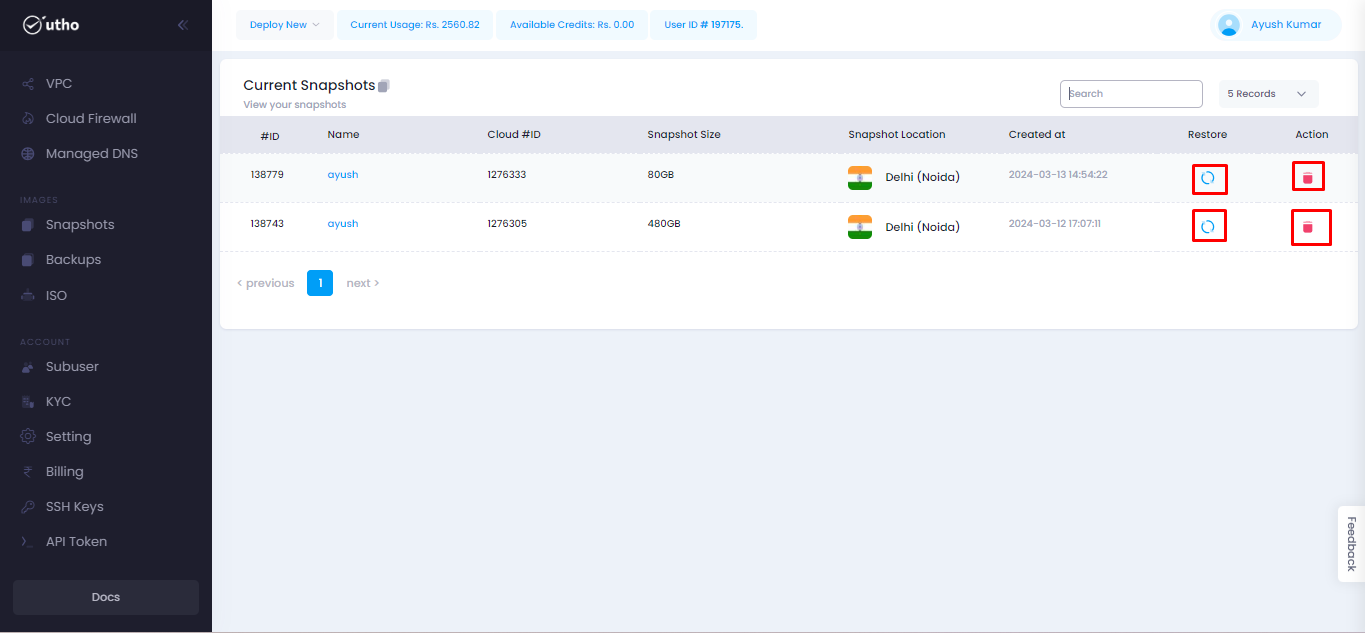 utho
Deploy New
Current Usage: Rs. 2560.82
Available Credits: Rs. 0.00
User ID # 197175.
Ayush Kumar
VPC
Cloud Firewall
Managed DNS
IMAGES
Snapshots
Backups
ISO
ACCOUNT
Subuser
KYC
Setting
Billing
SSH Keys
API Token
Docs
Current Snapshots
View your snapshots
Search
5 Records
#ID Name Cloud #ID Snapshot Size Snapshot Location Created at Restore Action
138779 ayush 1276333 80GB Delhi (Noida) 2024-03-13 14:54:22
138743 ayush 1276305 480GB Delhi (Noida) 2024-03-12 17:07:11
‹ previous 1 next ›
Feedback